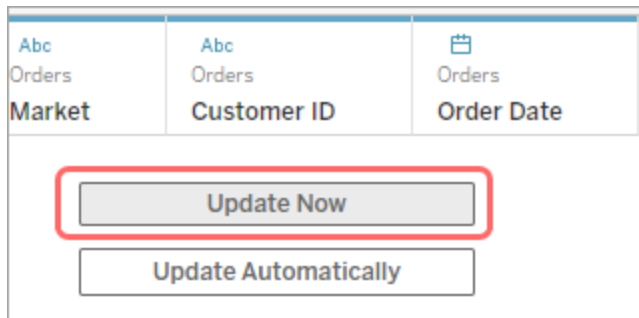 Abc Abc
Orders Orders Orders
Market Customer ID Order Date
Update Now
Update Automatically